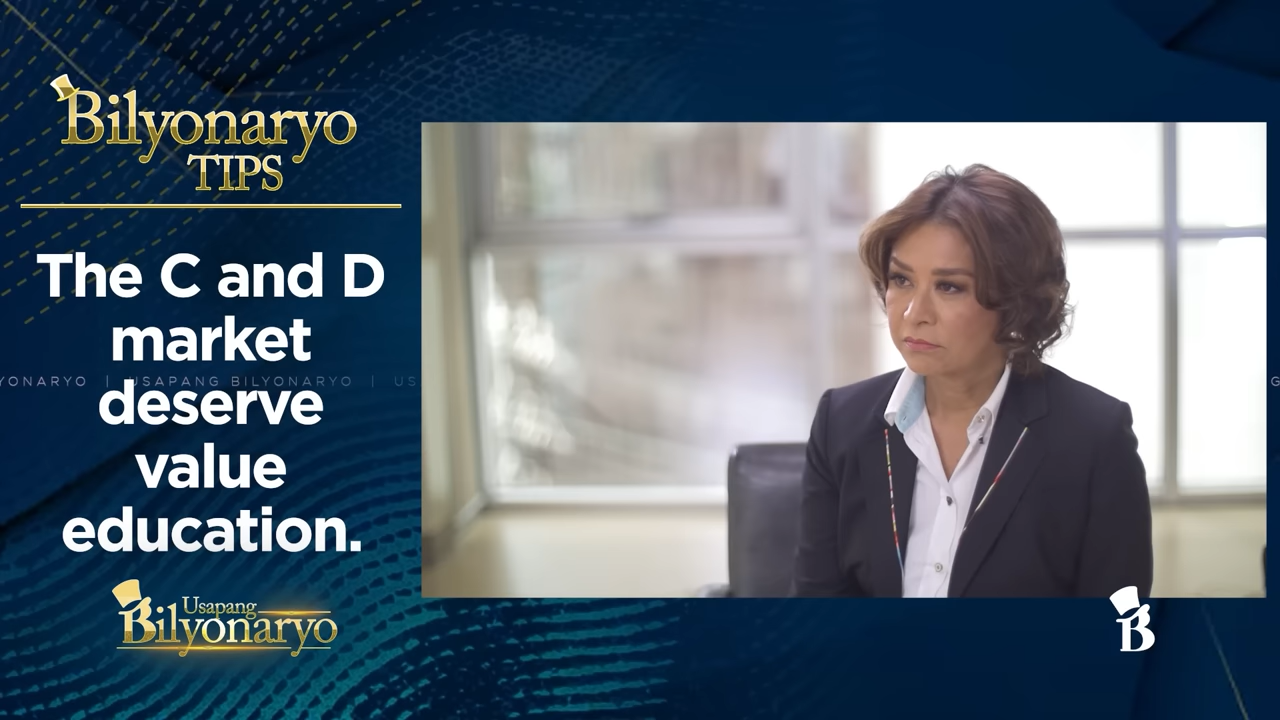 Bilyonaryo
TIPS
The C and D
market
YONARYO | USAPANG BILYONARYO | US
G
deserve
value
education.
Usapang
Bilyonaryo
B